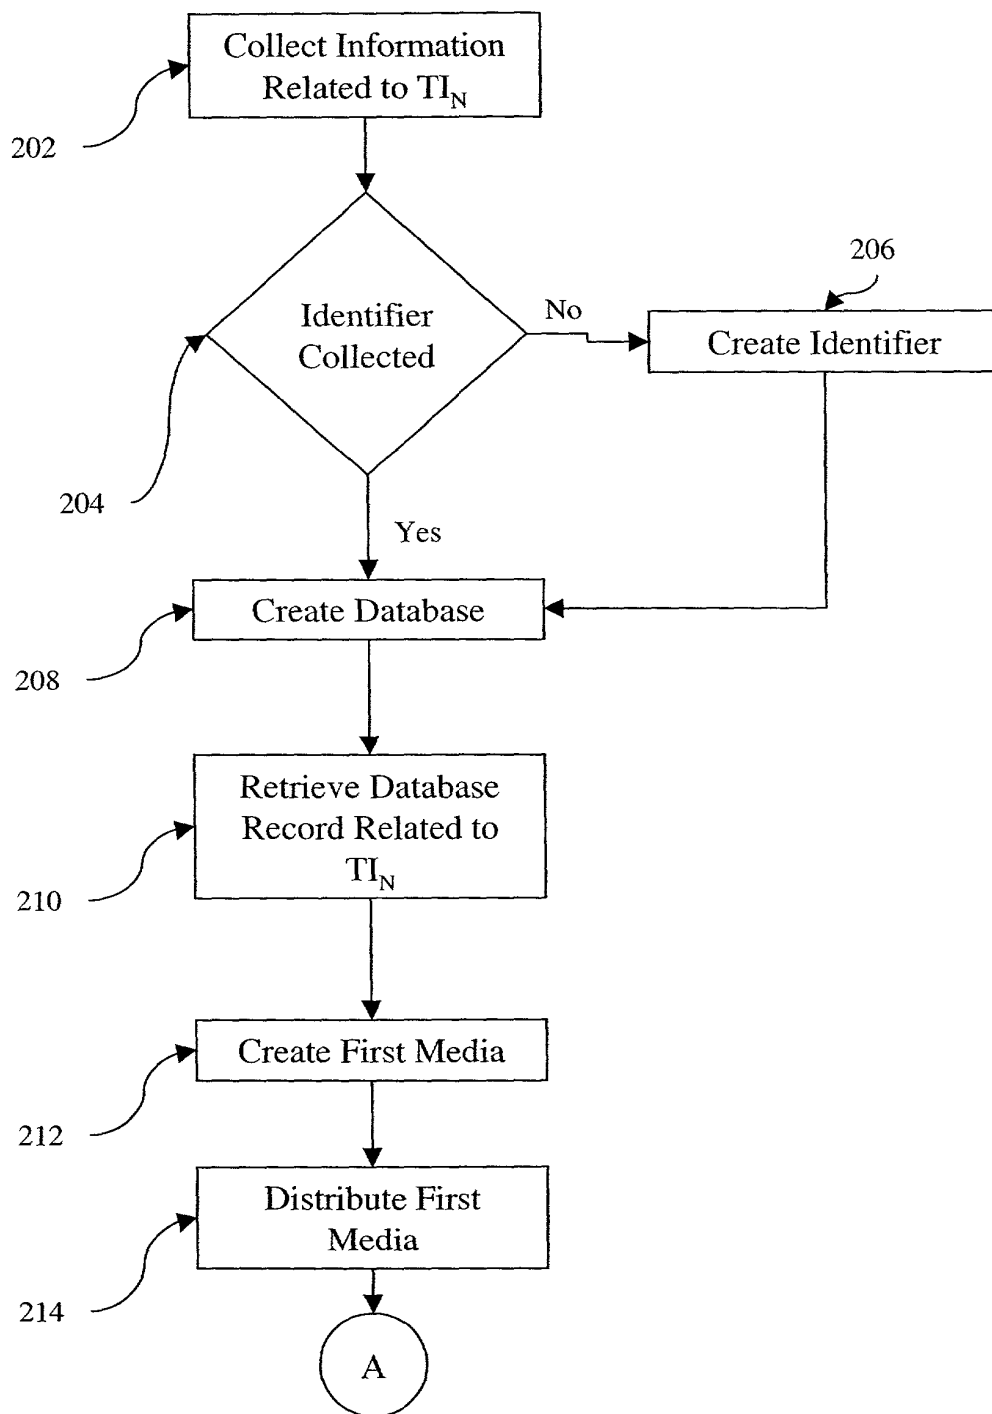 Collect Information
Related to TI_N
202
206
Identifier
Collected
No
Create Identifier
204
Yes
Create Database
208
Retrieve Database
Record Related to
TI_N
210
Create First Media
212
Distribute First
Media
214
A